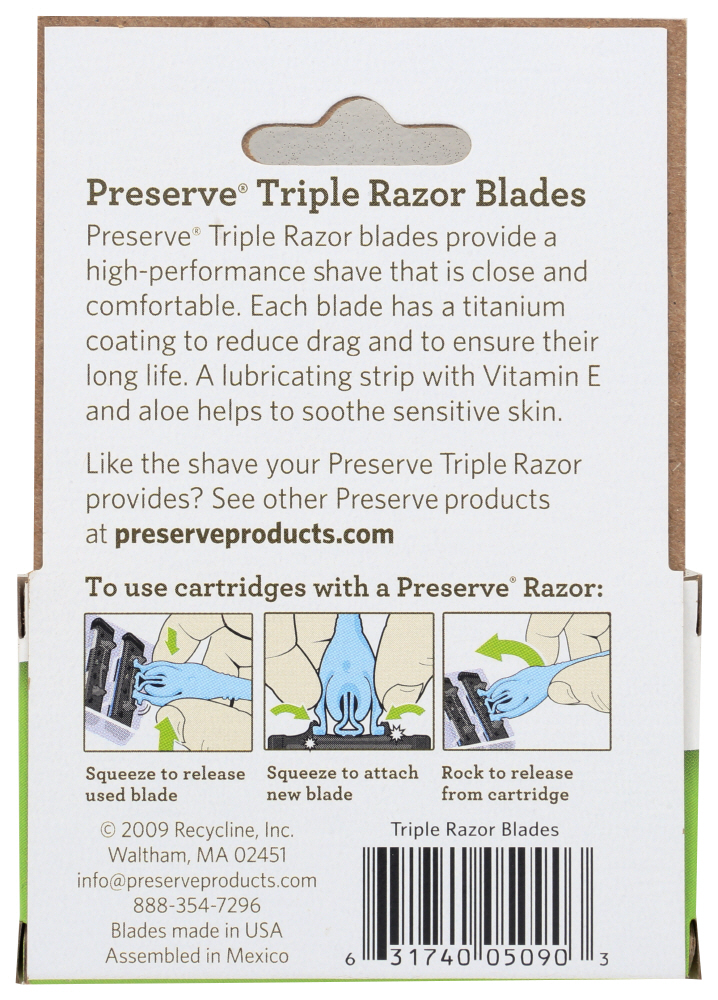 Preserve® Triple Razor Blades
Preserve® Triple Razor blades provide a
high-performance shave that is close and
comfortable. Each blade has a titanium
coating to reduce drag and to ensure their
long life. A lubricating strip with Vitamin E
and aloe helps to soothe sensitive skin.
Like the shave your Preserve Triple Razor
provides? See other Preserve products
at preserveproducts.com
To use cartridges with a Preserve® Razor:
Squeeze to release
used blade
Squeeze to attach
new blade
Rock to release
from cartridge
© 2009 Recycline, Inc.
Waltham, MA 02451
info@preserveproducts.com
888-354-7296
Blades made in USA
Assembled in Mexico
Triple Razor Blades
6 31740 05090 3